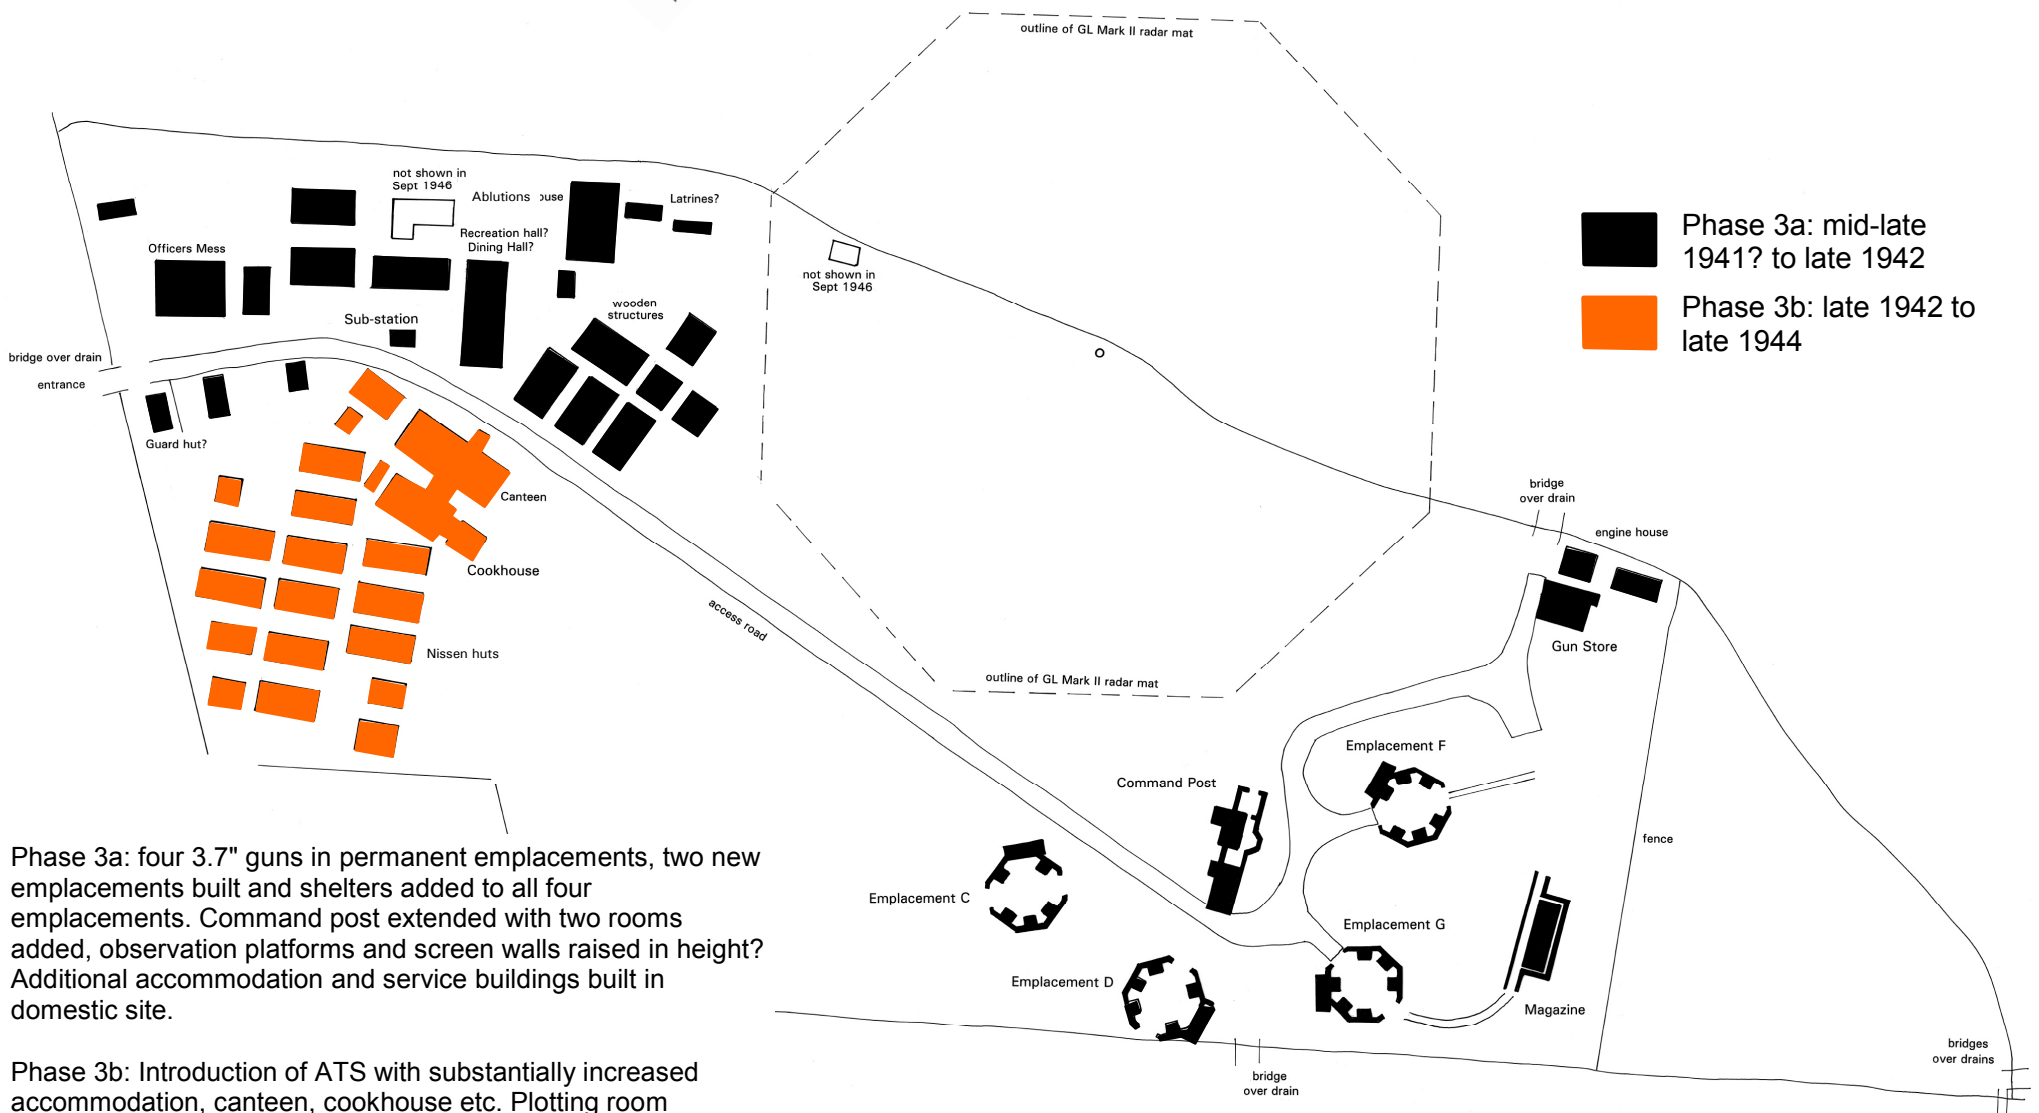 outline of GL Mark II radar mat
not shown in
Sept 1946
Ablutions
ouse
Latrines?
Recreation hall?
Dining Hall?
Officers Mess
not shown in
Sept 1946
wooden
structures
Sub-station
bridge over drain
entrance
Guard hut?
Canteen
Cookhouse
Nissen huts
access road
Phase 3a: mid-late
1941? to late 1942
Phase 3b: late 1942 to
late 1944
bridge
over drain
engine house
Gun Store
outline of GL Mark II radar mat
Emplacement F
Command Post
fence
Emplacement C
Emplacement G
Emplacement D
Magazine
bridge
over drain
bridges
over drains
Phase 3a: four 3.7" guns in permanent emplacements, two new
emplacements built and shelters added to all four
emplacements. Command post extended with two rooms
added, observation platforms and screen walls raised in height?
Additional accommodation and service buildings built in
domestic site.
Phase 3b: Introduction of ATS with substantially increased
accommodation, canteen, cookhouse etc. Plotting room